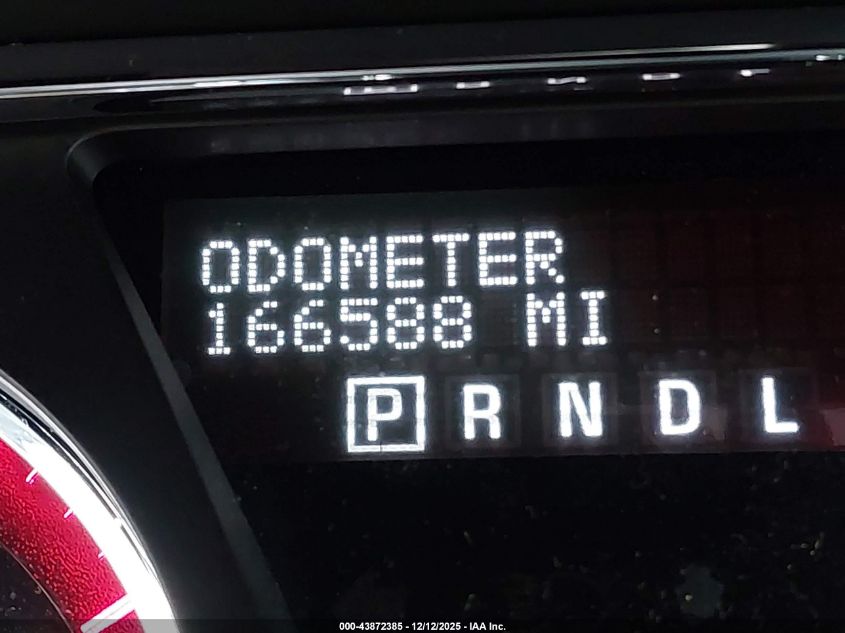 ODOMETER
166588 MI
P R N D L
000-43872385 - 12/12/2025 - IAA Inc.